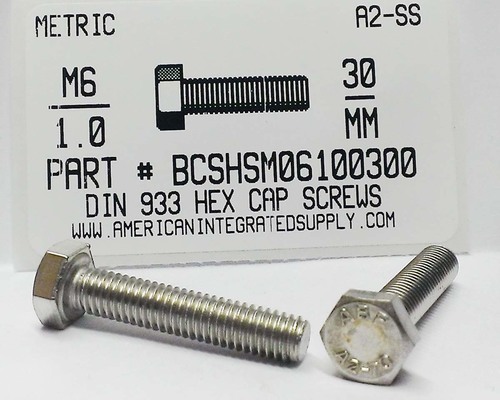 METRIC
A2-SS
M6
1.0
30
MM
PART # BCSHSM06100300
DIN 933 HEX CAP SCREWS
WWW.AMERICANINTEGRATEDSUPPLY.COM